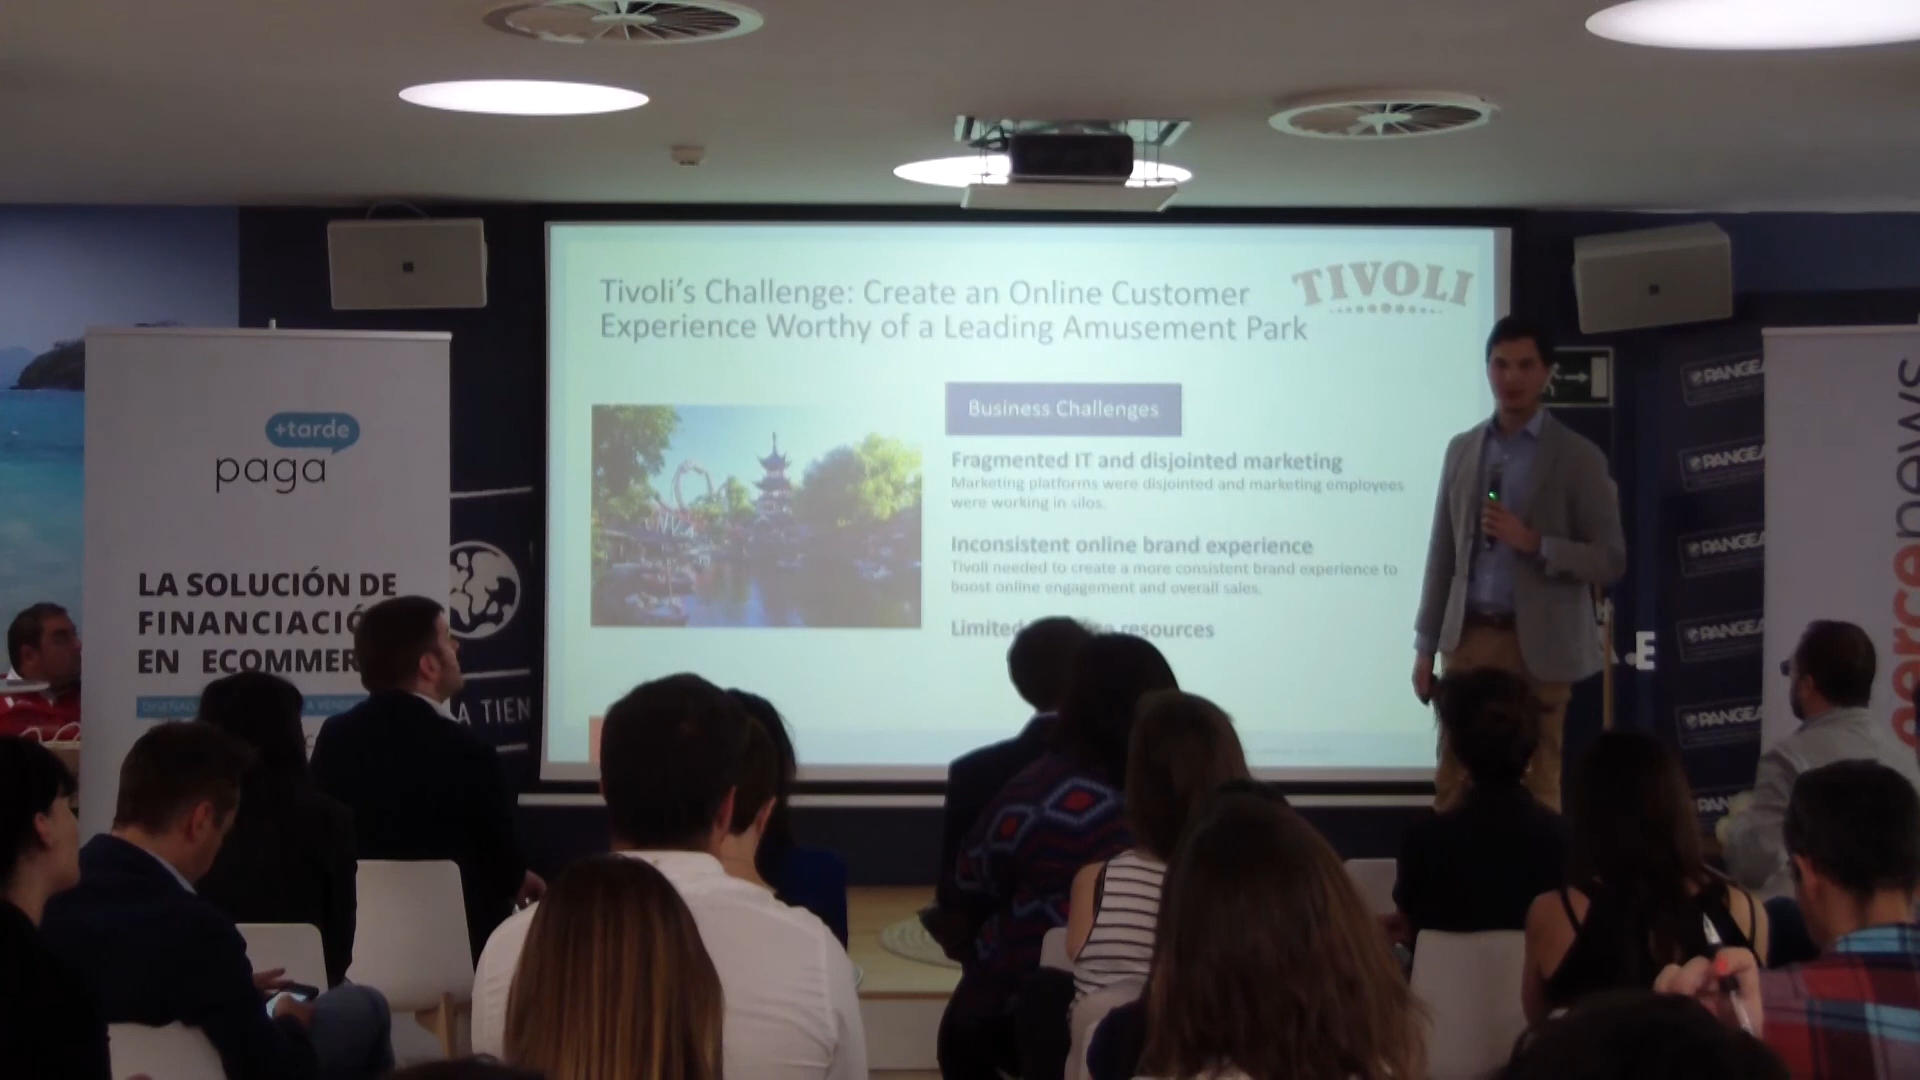 Tivoli's Challenge: Create an Online Customer
Experience Worthy of a Leading Amusement Park
TIVOLI
Business Challenges
Fragmented IT and disjointed marketing
Marketing platforms were disjointed and marketing employees
were working in silos.
Inconsistent online brand experience
Tivoli needed to create a more consistent brand experience to
boost online engagement and overall sales.
Limited
resources
+tarde
paga
LA SOLUCIÓN DE
FINANCIACIÓ
EN ECOMMER
A TIEN
.E
PANGEA
PANGEA
PANGEA
PANGEA
PANGEA
PAN
ercenews